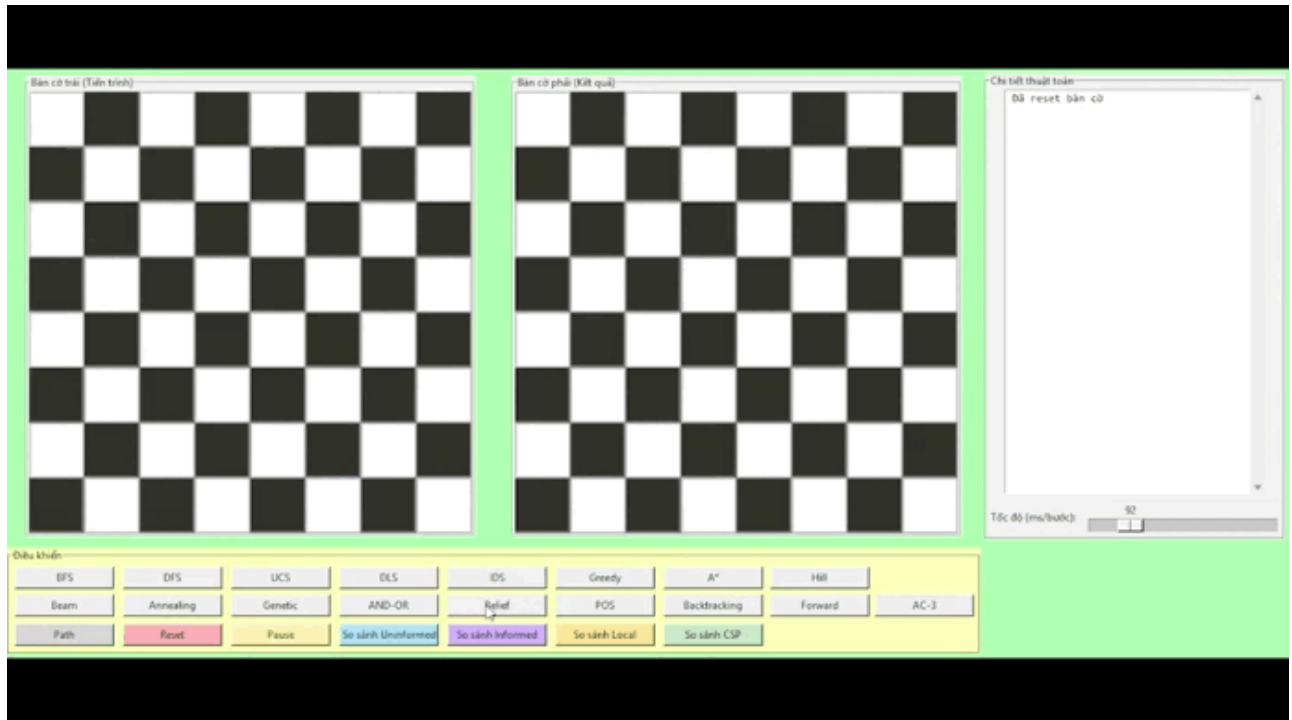 Bàn cờ trái (Tiến trình)
Bàn cờ phải (Kết quả)
Chi tiết thuật toán
Đã reset bàn cờ
92
Tốc độ (ms/bước):
Điều khiển
BFS DFS UCS DLS IDS Greedy A* Hill
Beam Annealing Genetic AND-OR Relief POS Backtracking Forward AC-3
Path Reset Pause So sánh Uninformed So sánh Informed So sánh Local So sánh CSP